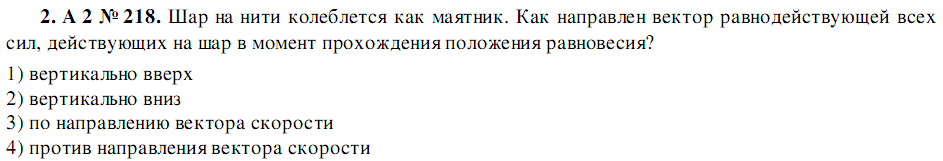 2. А 2 № 218. Шар на нити колеблется как маятник. Как направлен вектор равнодействующей всех
сил, действующих на шар в момент прохождения положения равновесия?
1) вертикально вверх
2) вертикально вниз
3) по направлению вектора скорости
4) против направления вектора скорости